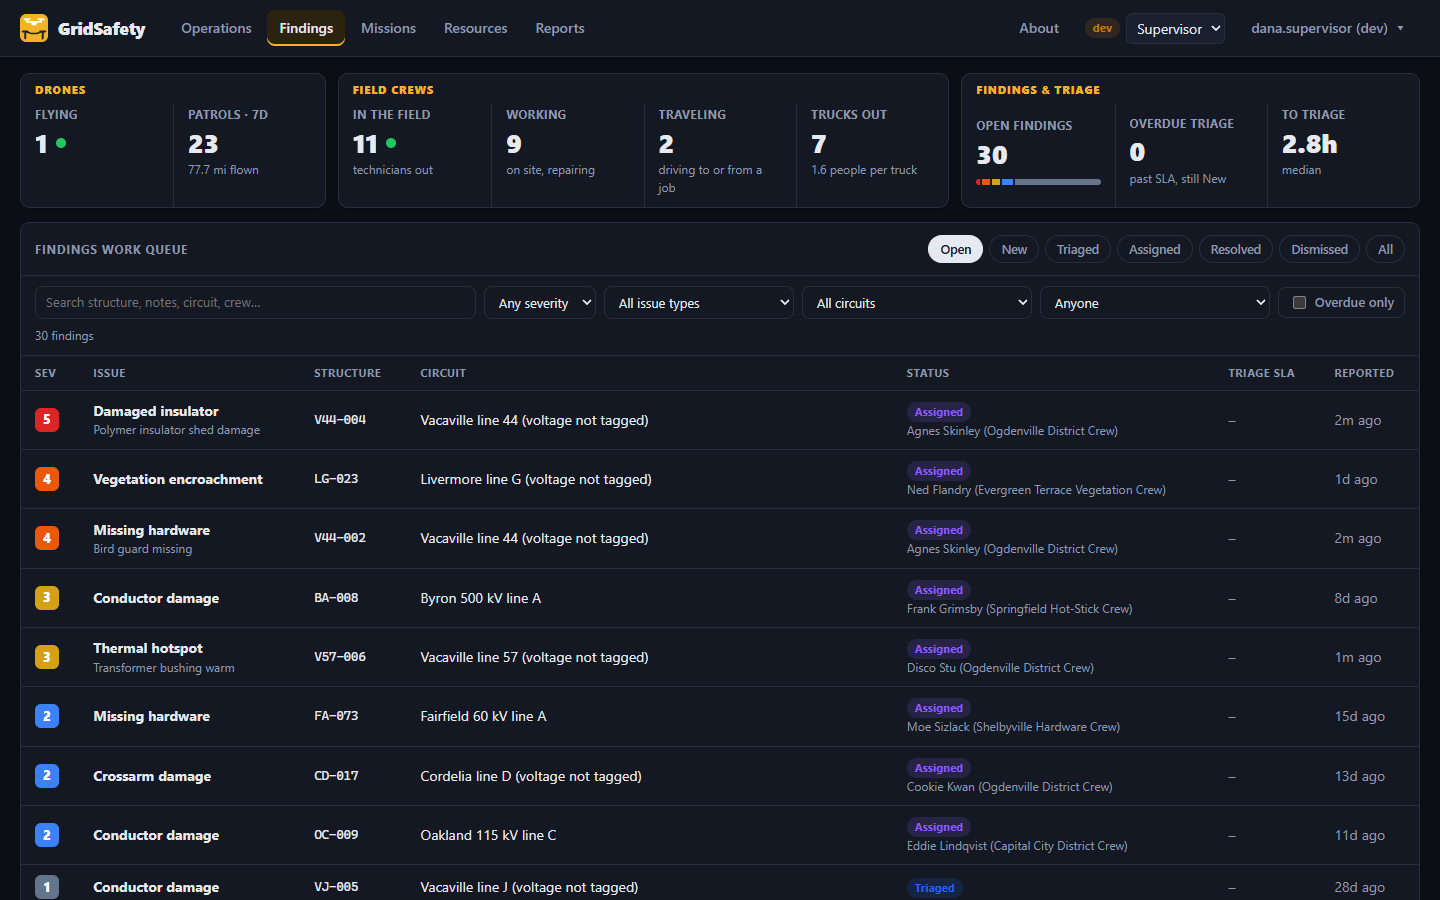 GridSafety
Operations
Findings
Missions
Resources
Reports
About
dev
Supervisor
dana.supervisor (dev)
DRONES
FLYING
1
PATROLS · 7D
23
77.7 mi flown
FIELD CREWS
IN THE FIELD
11
technicians out
WORKING
9
on site, repairing
TRAVELING
2
driving to or from a
job
TRUCKS OUT
7
1.6 people per truck
FINDINGS & TRIAGE
OPEN FINDINGS
30
OVERDUE TRIAGE
0
past SLA, still New
TO TRIAGE
2.8h
median
FINDINGS WORK QUEUE
Open
New
Triaged
Assigned
Resolved
Dismissed
All
Search structure, notes, circuit, crew...
Any severity
All issue types
All circuits
Anyone
Overdue only
30 findings
SEV ISSUE STRUCTURE CIRCUIT STATUS TRIAGE SLA REPORTED
5 Damaged insulator V44-004 Vacaville line 44 (voltage not tagged) Assigned – 2m ago
Polymer insulator shed damage Agnes Skinley (Ogdenville District Crew)
4 Vegetation encroachment LG-023 Livermore line G (voltage not tagged) Assigned – 1d ago
Ned Flandry (Evergreen Terrace Vegetation Crew)
4 Missing hardware V44-002 Vacaville line 44 (voltage not tagged) Assigned – 2m ago
Bird guard missing Agnes Skinley (Ogdenville District Crew)
3 Conductor damage BA-008 Byron 500 kV line A Assigned – 8d ago
Frank Grimsby (Springfield Hot-Stick Crew)
3 Thermal hotspot V57-006 Vacaville line 57 (voltage not tagged) Assigned – 1m ago
Transformer bushing warm Disco Stu (Ogdenville District Crew)
2 Missing hardware FA-073 Fairfield 60 kV line A Assigned – 15d ago
Moe Sizlack (Shelbyville Hardware Crew)
2 Crossarm damage CD-017 Cordelia line D (voltage not tagged) Assigned – 13d ago
Cookie Kwan (Ogdenville District Crew)
2 Conductor damage OC-009 Oakland 115 kV line C Assigned – 11d ago
Eddie Lindqvist (Capital City District Crew)
1 Conductor damage VJ-005 Vacaville line J (voltage not tagged) Triaged – 28d ago